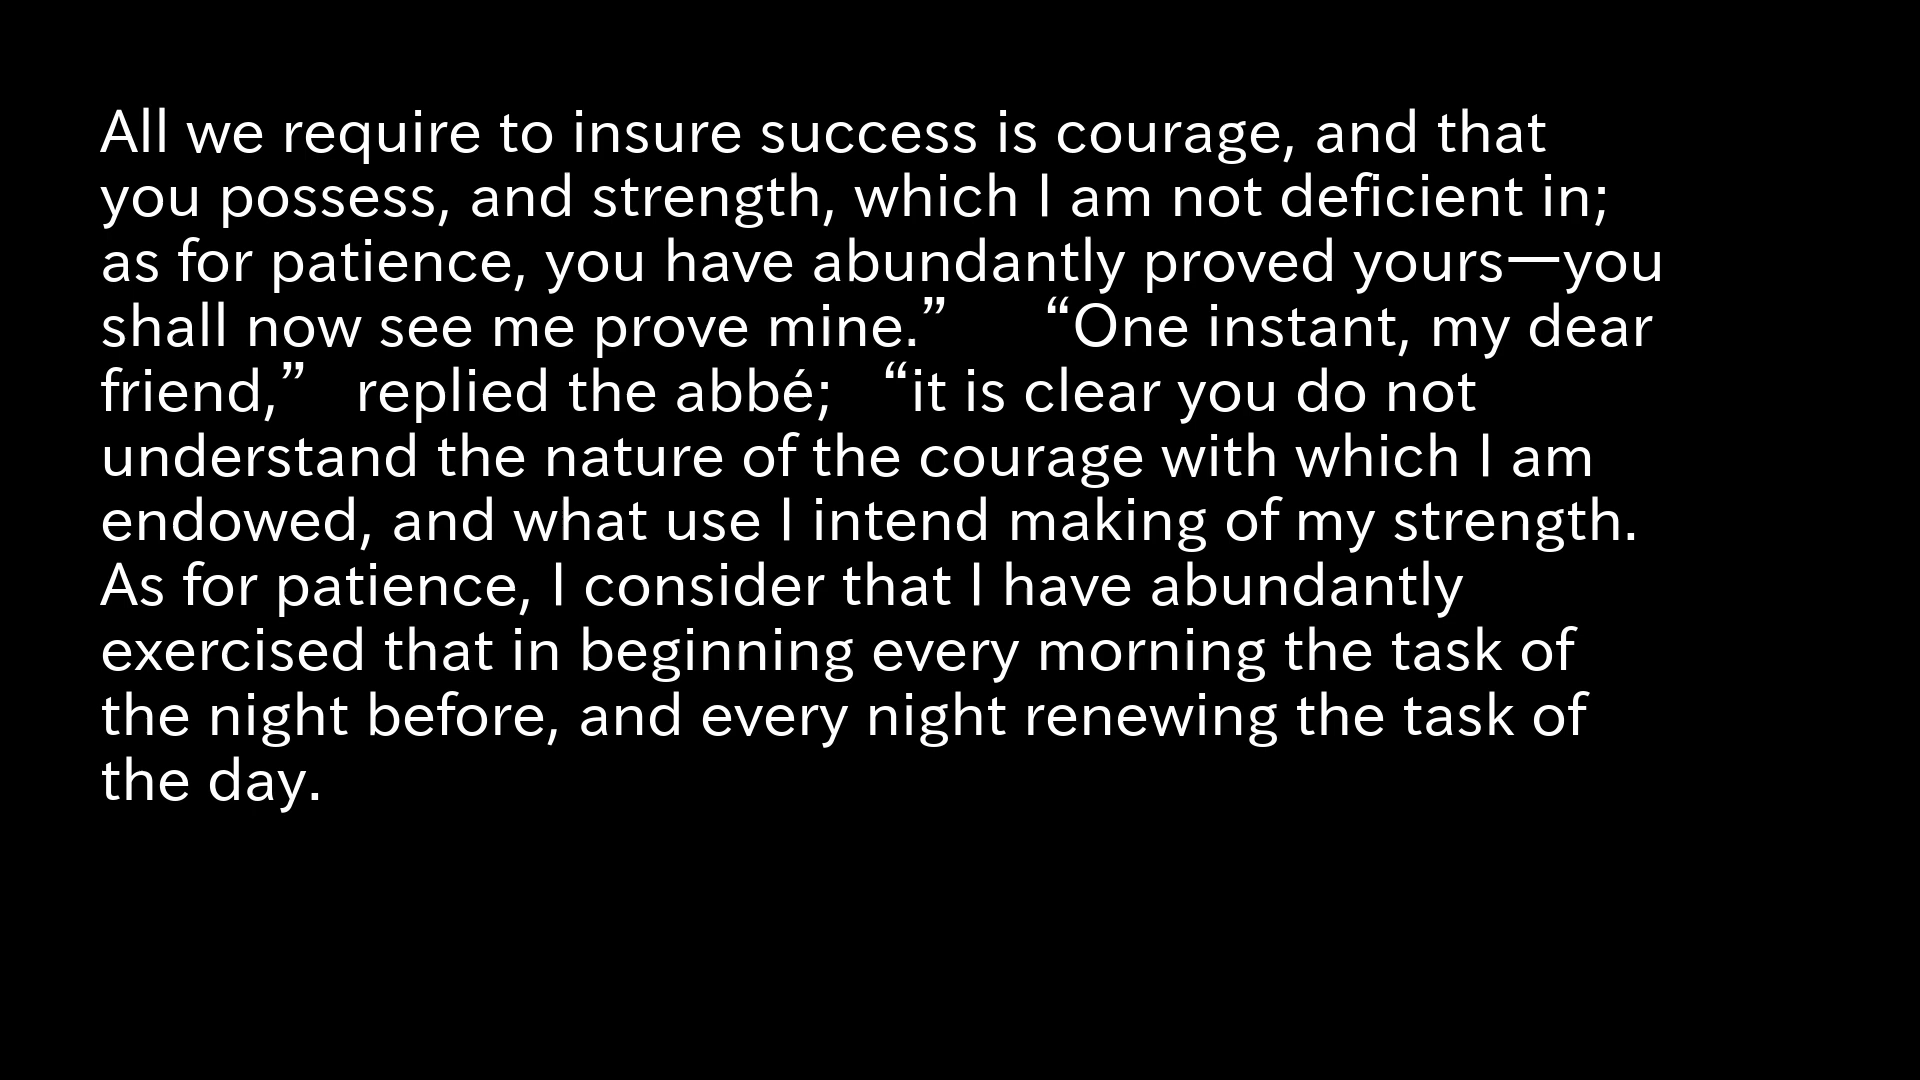 All we require to insure success is courage, and that
you possess, and strength, which I am not deficient in;
as for patience, you have abundantly proved yours—you
shall now see me prove mine.” “One instant, my dear
friend,” replied the abbé; “it is clear you do not
understand the nature of the courage with which I am
endowed, and what use I intend making of my strength.
As for patience, I consider that I have abundantly
exercised that in beginning every morning the task of
the night before, and every night renewing the task of
the day.